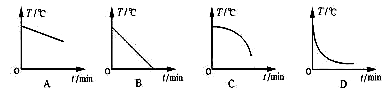 T/℃ T/℃ T/℃ T/℃
O t/min O t/min O t/min O t/min
A B C D